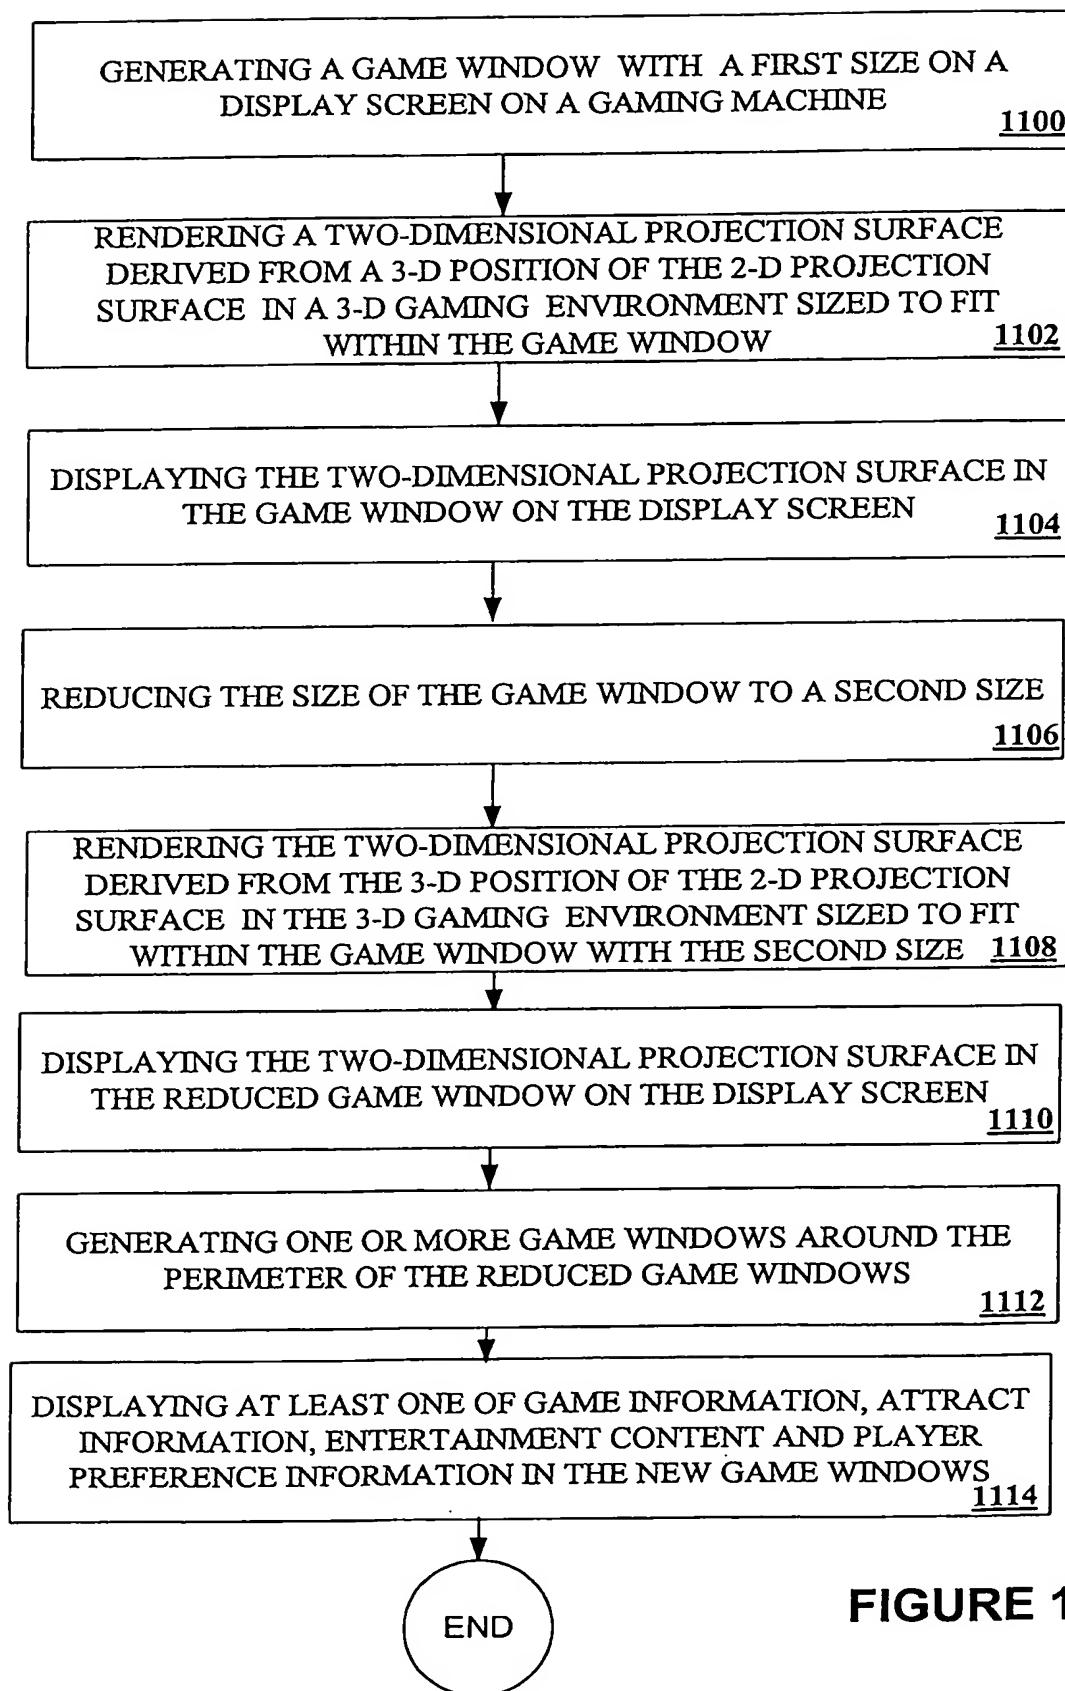 GENERATING A GAME WINDOW WITH A FIRST SIZE ON A
DISPLAY SCREEN ON A GAMING MACHINE
1100
RENDERING A TWO-DIMENSIONAL PROJECTION SURFACE
DERIVED FROM A 3-D POSITION OF THE 2-D PROJECTION
SURFACE IN A 3-D GAMING ENVIRONMENT SIZED TO FIT
WITHIN THE GAME WINDOW 1102
DISPLAYING THE TWO-DIMENSIONAL PROJECTION SURFACE IN
THE GAME WINDOW ON THE DISPLAY SCREEN
1104
REDUCING THE SIZE OF THE GAME WINDOW TO A SECOND SIZE
1106
RENDERING THE TWO-DIMENSIONAL PROJECTION SURFACE
DERIVED FROM THE 3-D POSITION OF THE 2-D PROJECTION
SURFACE IN THE 3-D GAMING ENVIRONMENT SIZED TO FIT
WITHIN THE GAME WINDOW WITH THE SECOND SIZE 1108
DISPLAYING THE TWO-DIMENSIONAL PROJECTION SURFACE IN
THE REDUCED GAME WINDOW ON THE DISPLAY SCREEN
1110
GENERATING ONE OR MORE GAME WINDOWS AROUND THE
PERIMETER OF THE REDUCED GAME WINDOWS
1112
DISPLAYING AT LEAST ONE OF GAME INFORMATION, ATTRACT
INFORMATION, ENTERTAINMENT CONTENT AND PLAYER
PREFERENCE INFORMATION IN THE NEW GAME WINDOWS
1114
END
FIGURE 1